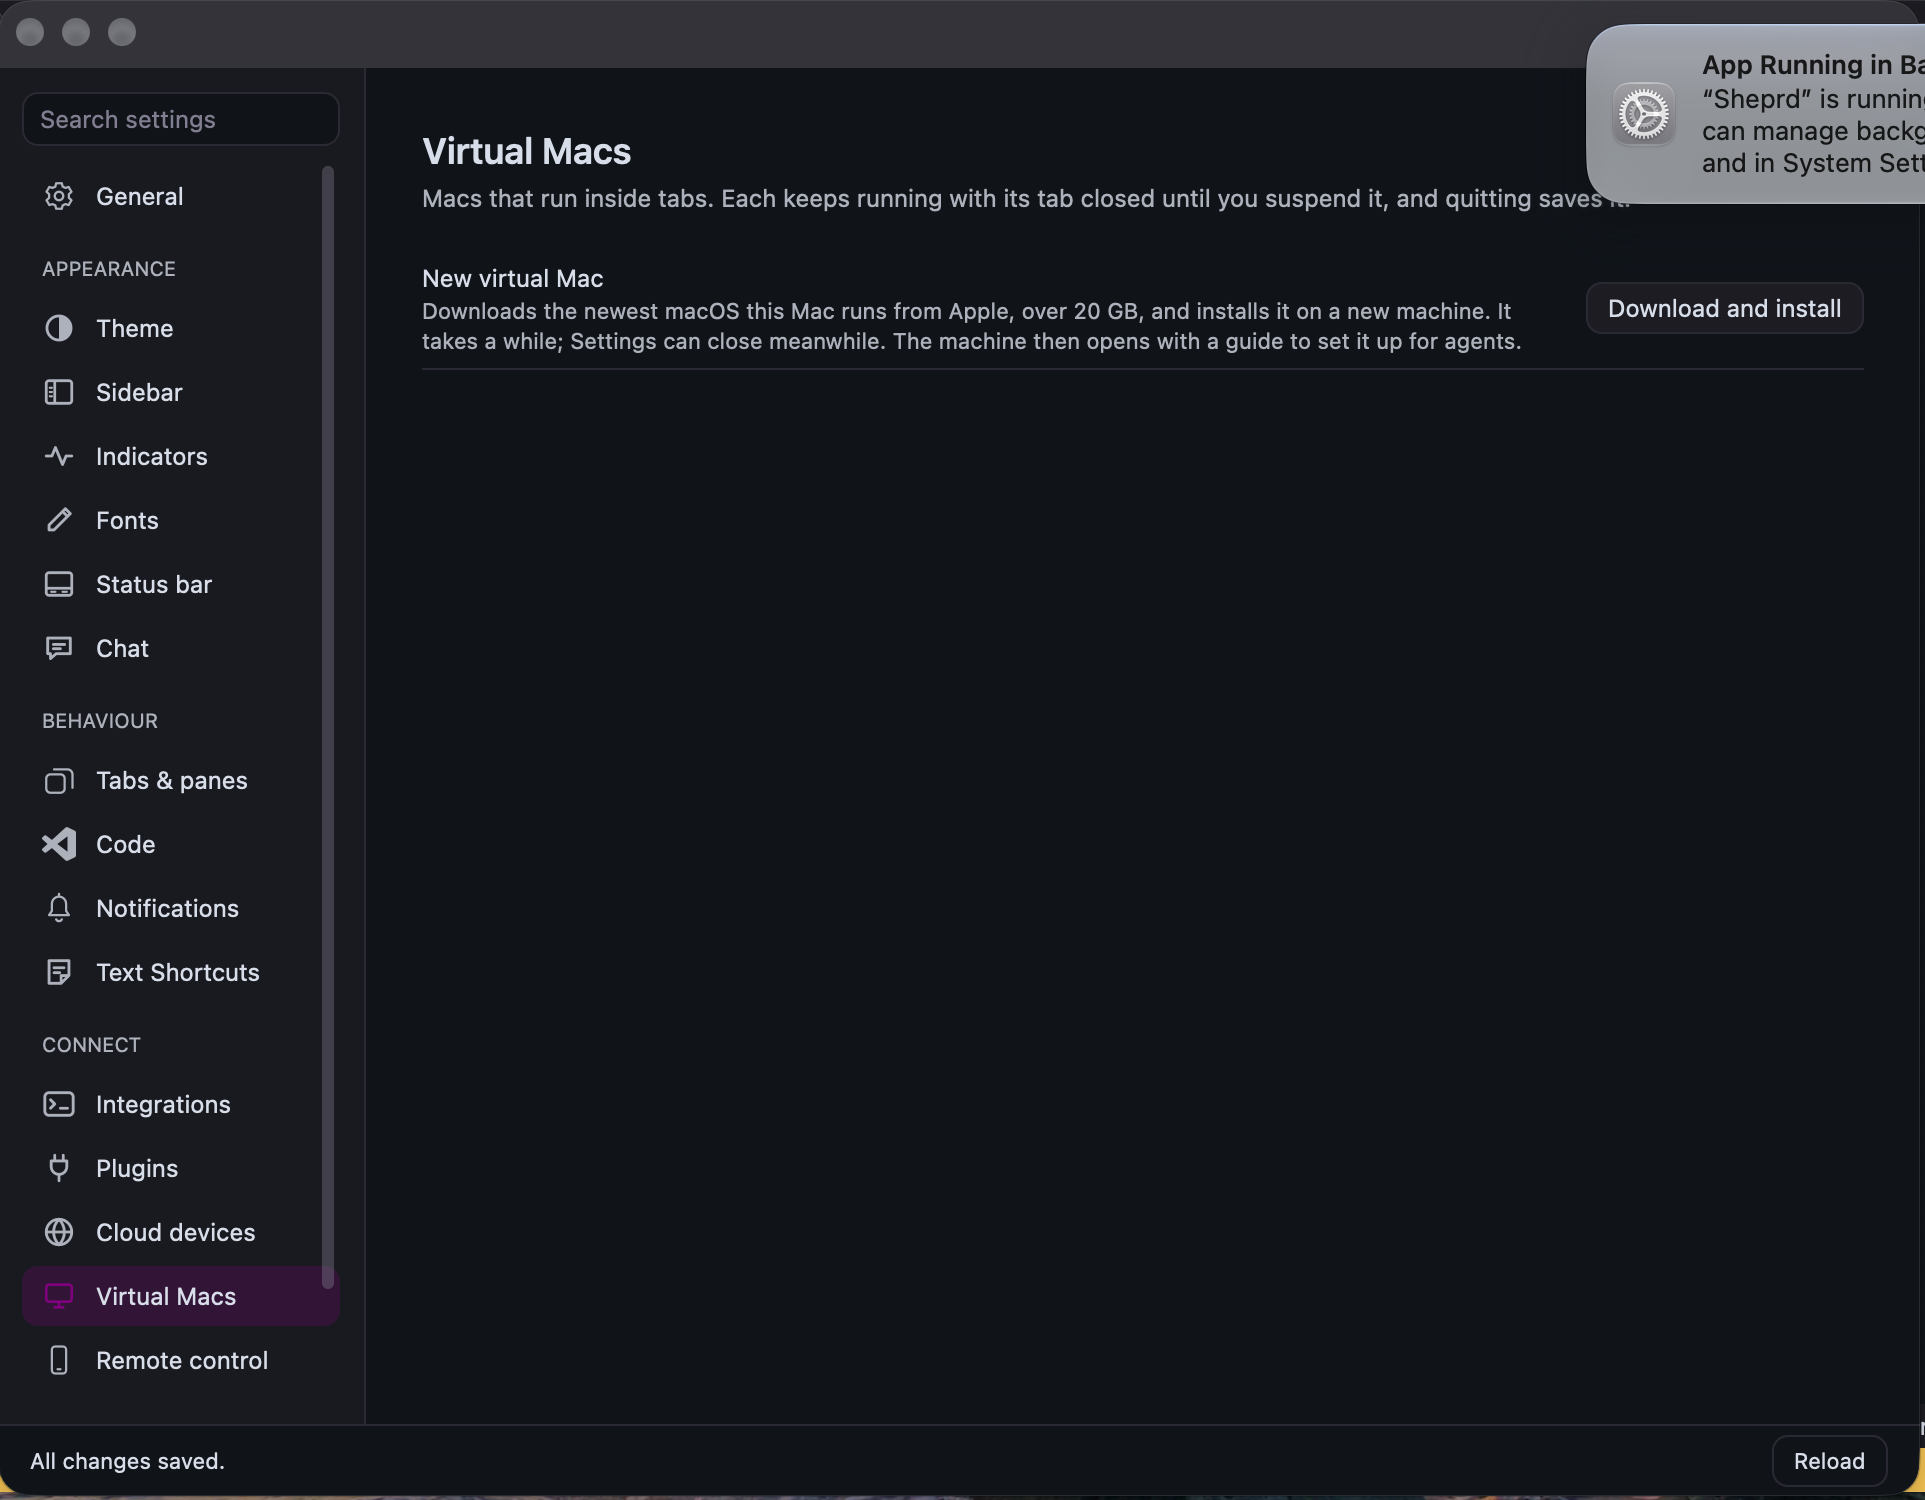 Search settings
General
APPEARANCE
Theme
Sidebar
Indicators
Fonts
Status bar
Chat
BEHAVIOUR
Tabs & panes
Code
Notifications
Text Shortcuts
CONNECT
Integrations
Plugins
Cloud devices
Virtual Macs
Remote control
Virtual Macs
Macs that run inside tabs. Each keeps running with its tab closed until you suspend it, and quitting saves it.
New virtual Mac
Downloads the newest macOS this Mac runs from Apple, over 20 GB, and installs it on a new machine. It
takes a while; Settings can close meanwhile. The machine then opens with a guide to set it up for agents.
Download and install
App Running in Ba
“Sheprd” is running
can manage backg
and in System Sett
All changes saved.
Reload